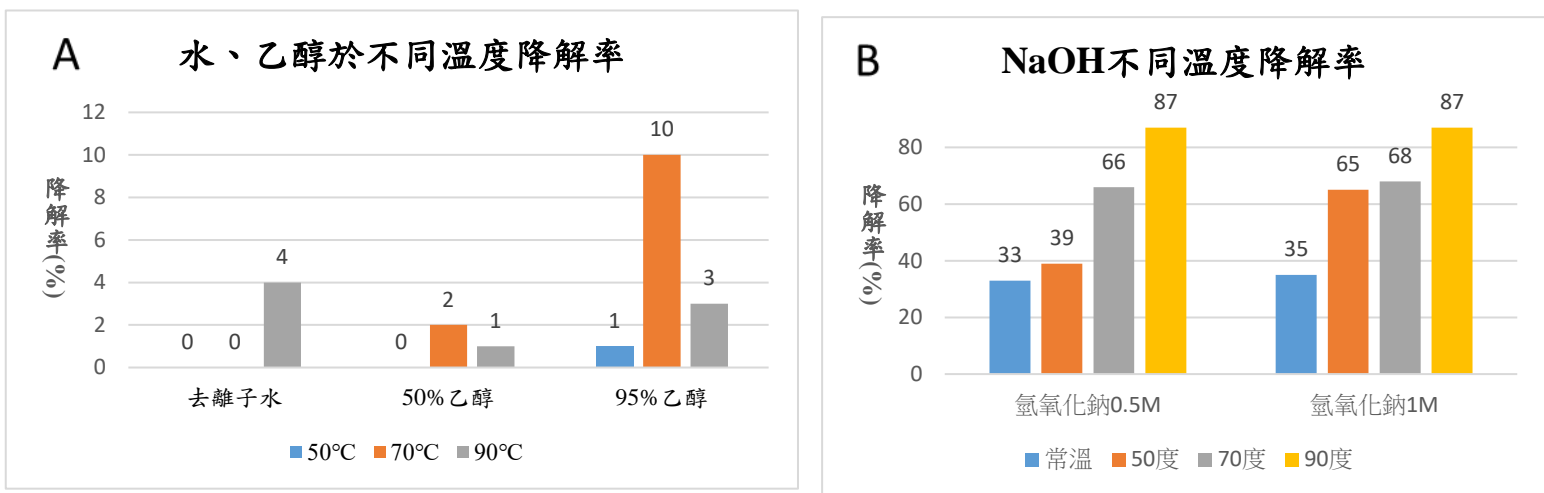 A
水、乙醇於不同溫度降解率
降解率(%)
12
10
8
6
4
2
0
0
0
4
0
2
1
1
10
3
去離子水
50%乙醇
95%乙醇
50℃
70℃
90℃
B
NaOH不同溫度降解率
降解率(%)
80
60
40
20
0
33
39
66
87
35
65
68
87
氫氧化鈉0.5M
氫氧化鈉1M
常溫
50度
70度
90度